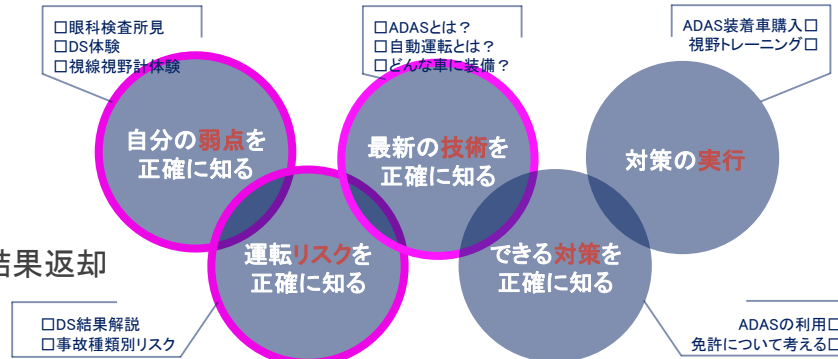 □眼科検査所見
□DS体験
□視線視野計体験
□ADASとは？
□自動運転とは？
□どんな車に装備？
ADAS装着車購入□
視野トレーニング□
自分の弱点を
正確に知る
最新の技術を
正確に知る
対策の実行
運転リスクを
正確に知る
できる対策を
正確に知る
結果返却
□DS結果解説
□事故種類別リスク
ADASの利用□
免許について考える□